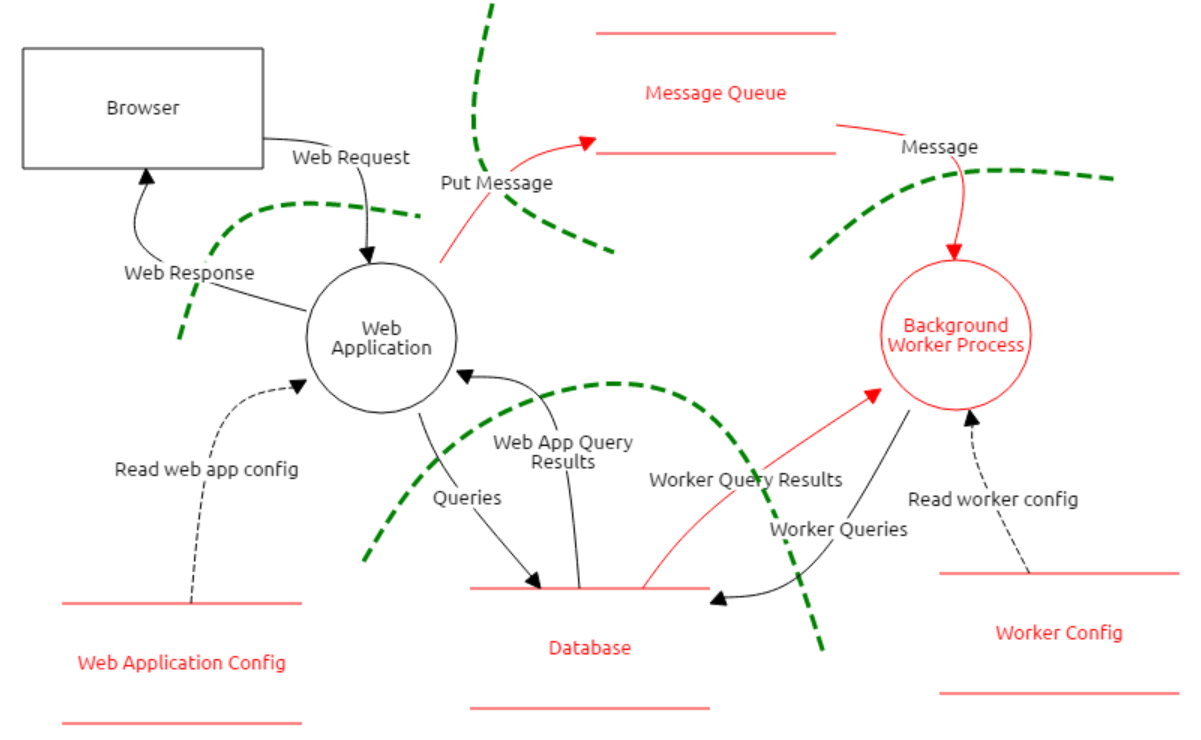 Message Queue
Browser
Message
Web Request
Put Message
Web Response
Web
Application
Background
Worker Process
Web App Query
Results
Read web app config
Worker Query Results
Queries
Read worker config
Worker Queries
Worker Config
Database
Web Application Config